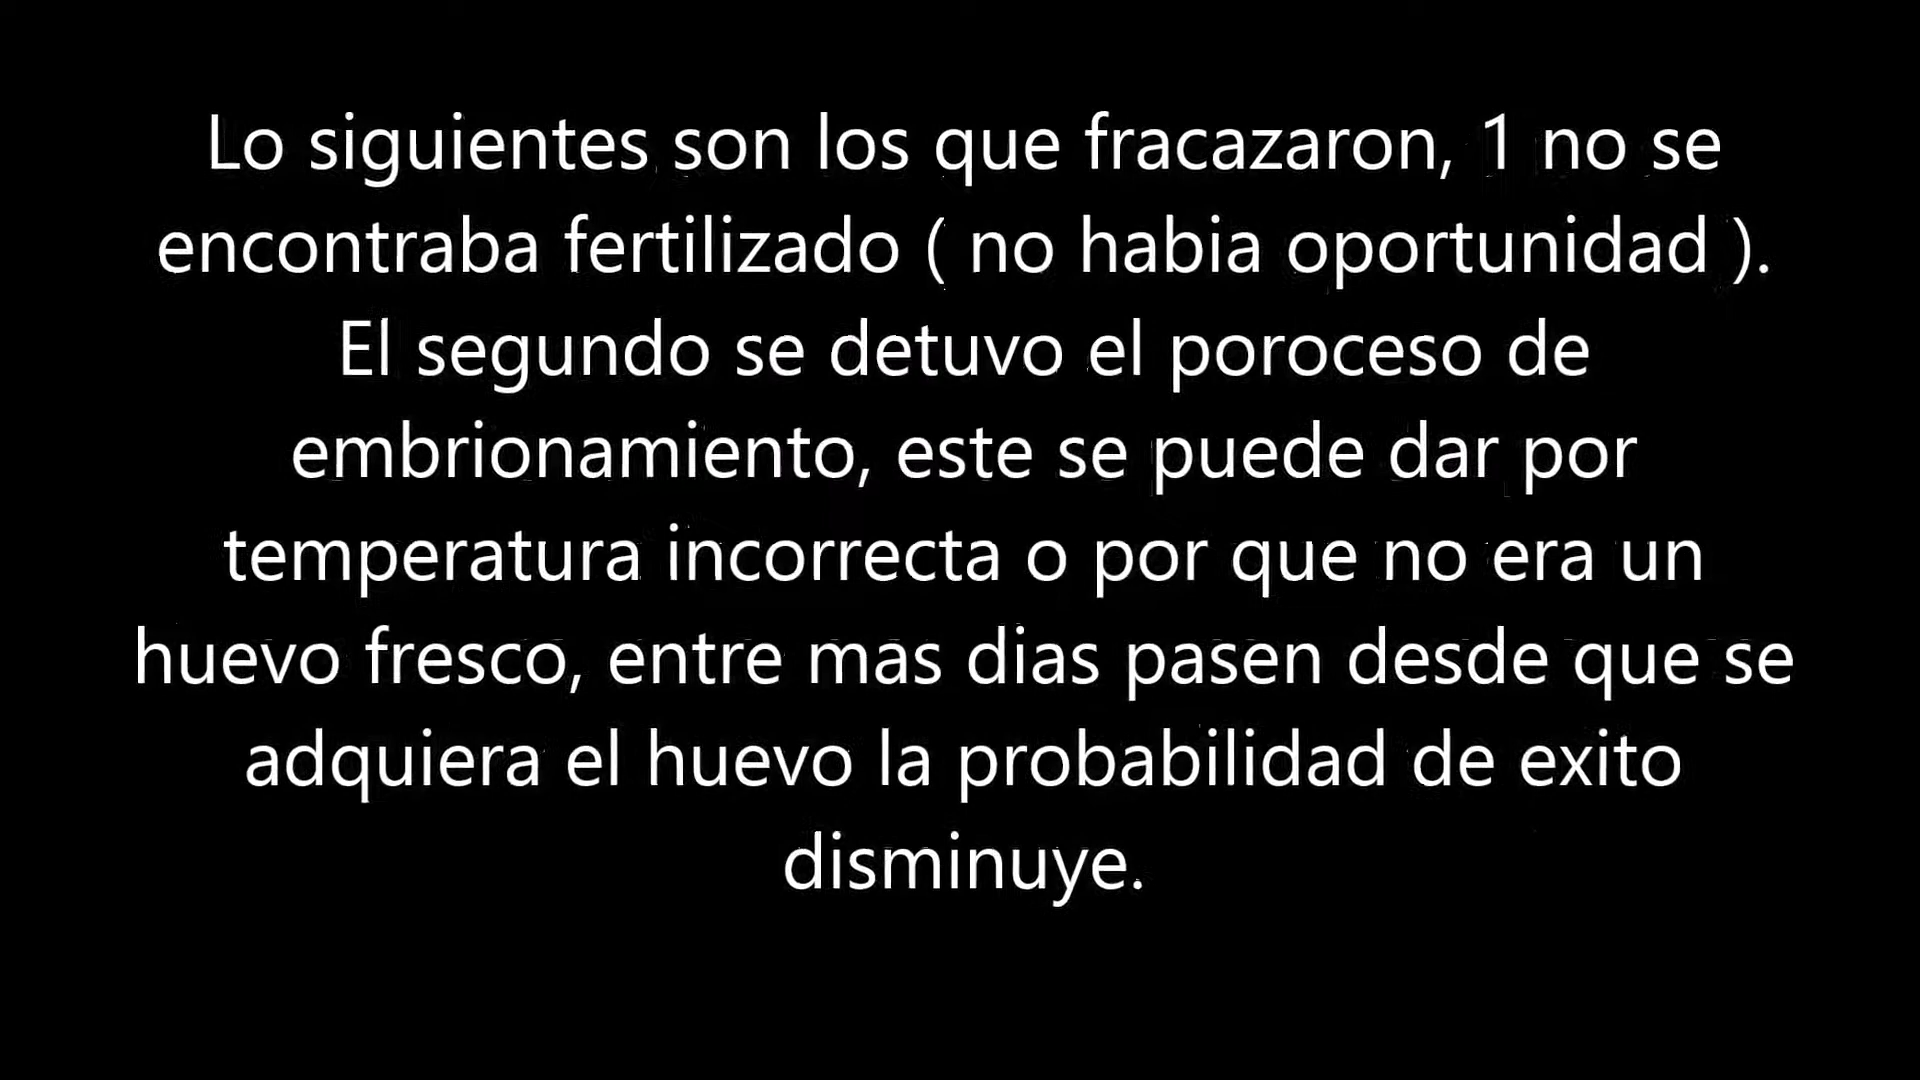 Lo siguientes son los que fracazaron, 1 no se
encontraba fertilizado ( no habia oportunidad ).
El segundo se detuvo el poroceso de
embrionamiento, este se puede dar por
temperatura incorrecta o por que no era un
huevo fresco, entre mas dias pasen desde que se
adquiera el huevo la probabilidad de exito
disminuye.